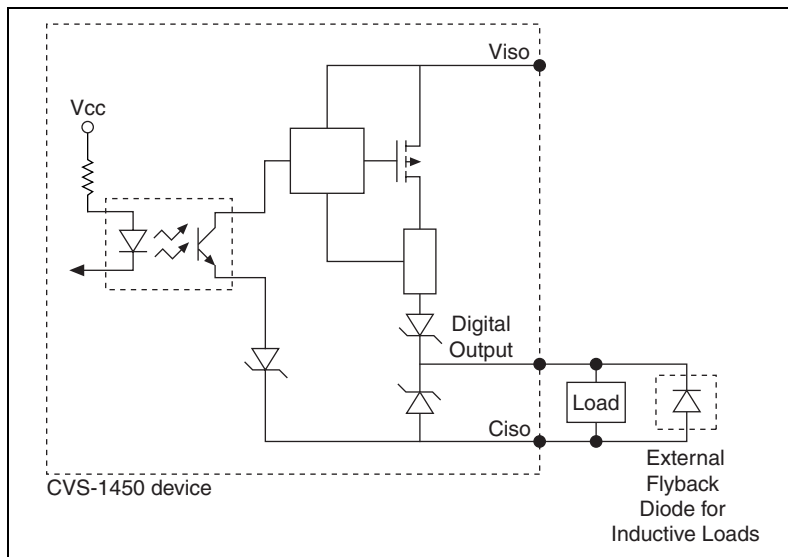 Viso
Vcc
Digital
Output
Load
Ciso
CVS-1450 device
External
Flyback
Diode for
Inductive Loads